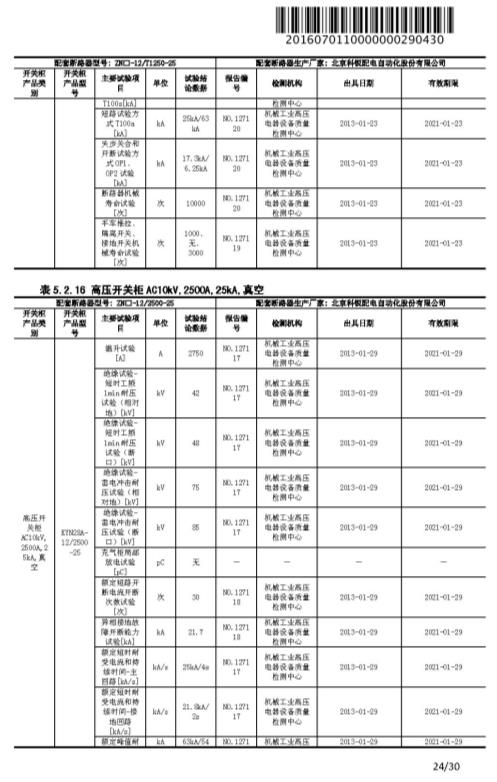 2016070110000000290430
配套断路器型号：ZN□-12/T1250-25 配套断路器生产厂家：北京科锐配电自动化股份有限公司
开关柜产品类别 开关柜产品型号 主要试验项目 单位 试验结论数据 报告编号 检测机构 出具日期 有效期限
T100s[kA] 检测中心
短路试验方式T100a[kA] kA 25kA/63kA NO.127120 机械工业高压电器设备质量检测中心 2013-01-23 2021-01-23
失步关合和开断试验方式OP1、OP2试验[kA] kA 17.3kA/6.25kA NO.127120 机械工业高压电器设备质量检测中心 2013-01-23 2021-01-23
断路器机械寿命试验[次] 次 10000 NO.127120 机械工业高压电器设备质量检测中心 2013-01-23 2021-01-23
手车推拉、隔离开关、接地开关机械寿命试验[次] 次 1000、无、3000 NO.127119 机械工业高压电器设备质量检测中心 2013-01-23 2021-01-23
表 5.2.16 高压开关柜 AC10kV,2500A,25kA,真空
配套断路器型号：ZN□-12/2500-25 配套断路器生产厂家：北京科锐配电自动化股份有限公司
开关柜产品类别 开关柜产品型号 主要试验项目 单位 试验结论数据 报告编号 检测机构 出具日期 有效期限
高压开关柜AC10kV,2500A,25kA,真空 KYN28A-12/2500-25
温升试验[A] A 2750 NO.127117 机械工业高压电器设备质量检测中心 2013-01-29 2021-01-29
绝缘试验-短时工频1min耐压试验（相对地）[kV] kV 42 NO.127117 机械工业高压电器设备质量检测中心 2013-01-29 2021-01-29
绝缘试验-短时工频1min耐压试验（断口）[kV] kV 48 NO.127117 机械工业高压电器设备质量检测中心 2013-01-29 2021-01-29
绝缘试验-雷电冲击耐压试验（相对地）[kV] kV 75 NO.127117 机械工业高压电器设备质量检测中心 2013-01-29 2021-01-29
绝缘试验-雷电冲击耐压试验（断口）[kV] kV 85 NO.127117 机械工业高压电器设备质量检测中心 2013-01-29 2021-01-29
充气柜局部放电试验[pC] pC 无 — — — —
额定短路开断电流开断次数试验[次] 次 30 NO.127118 机械工业高压电器设备质量检测中心 2013-01-29 2021-01-29
异相接地故障开断能力试验[kA] kA 21.7 NO.127118 机械工业高压电器设备质量检测中心 2013-01-29 2021-01-29
额定短时耐受电流和持续时间-主回路[kA/s] kA/s 25kA/4s NO.127117 机械工业高压电器设备质量检测中心 2013-01-29 2021-01-29
额定短时耐受电流和持续时间-接地回路[kA/s] kA/s 21.8kA/2s NO.127117 机械工业高压电器设备质量检测中心 2013-01-29 2021-01-29
额定峰值耐 kA 63kA/54 NO.1271 机械工业高压 2013-01-29 2021-01-29
24/30